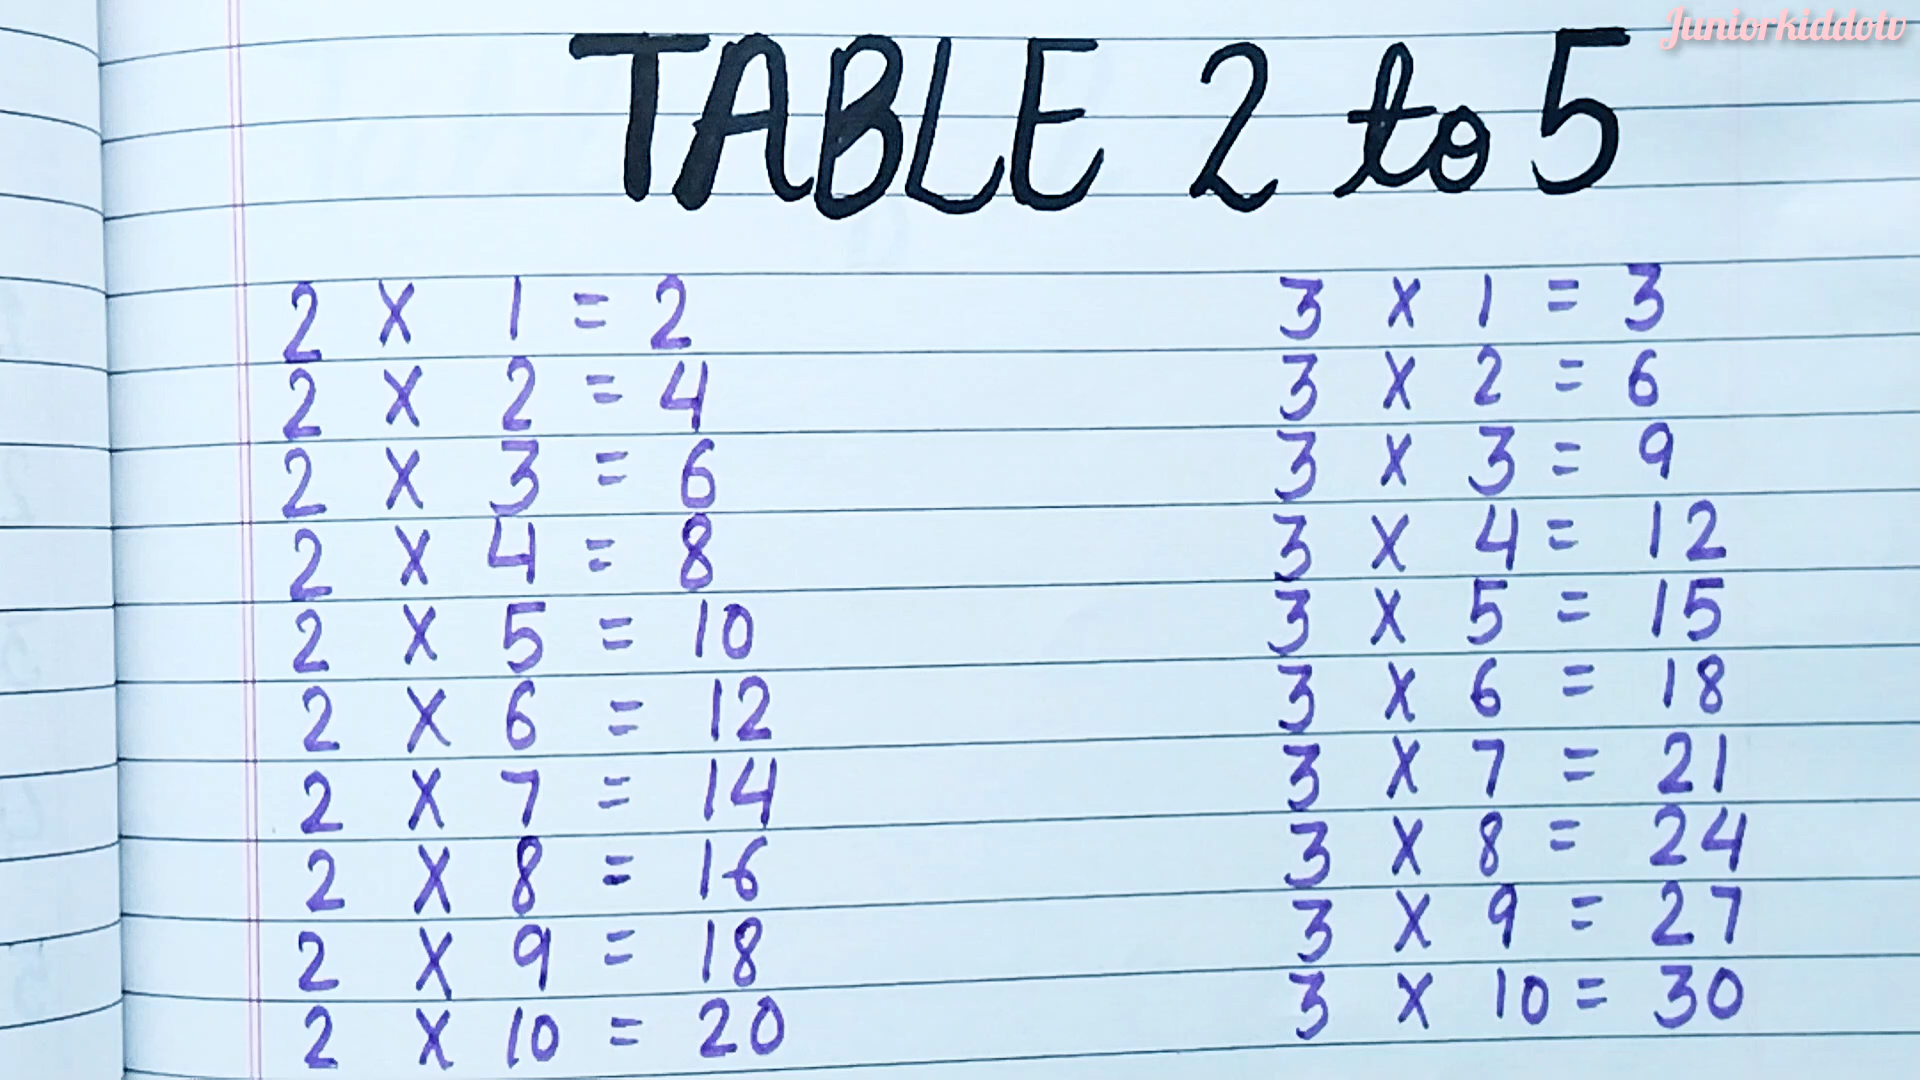 Juniorkiddotv
TABLE 2 to 5
2 X 1 = 2
2 X 2 = 4
2 X 3 = 6
2 X 4 = 8
2 X 5 = 10
2 X 6 = 12
2 X 7 = 14
2 X 8 = 16
2 X 9 = 18
2 X 10 = 20
3 X 1 = 3
3 X 2 = 6
3 X 3 = 9
3 X 4 = 12
3 X 5 = 15
3 X 6 = 18
3 X 7 = 21
3 X 8 = 24
3 X 9 = 27
3 X 10 = 30